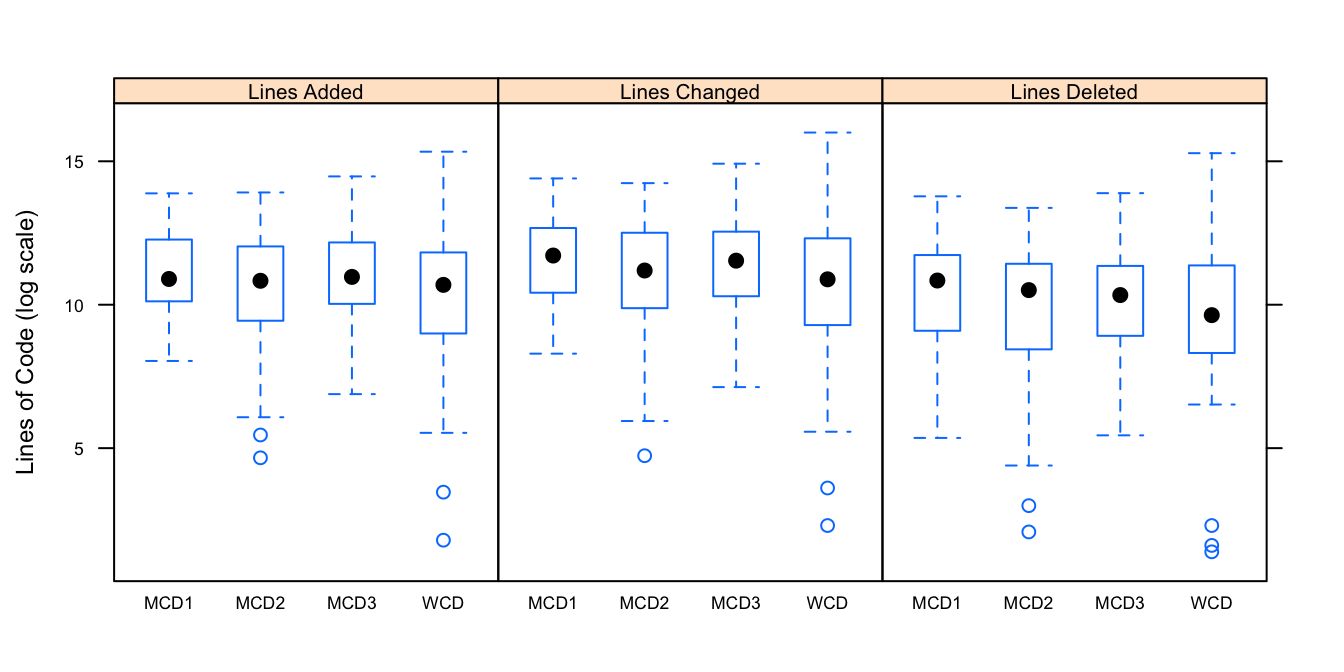 Lines Added Lines Changed Lines Deleted
Lines of Code (log scale)
15
10
5
MCD1 MCD2 MCD3 WCD MCD1 MCD2 MCD3 WCD MCD1 MCD2 MCD3 WCD